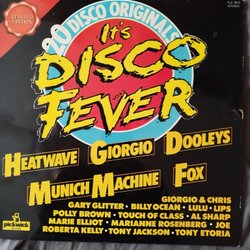 LIMITED
EDITION
20 DISCO ORIGINALS
It's
DISCO
FEVER
HEATWAVE GIORGIO DOOLEYS
MUNICH MACHINE FOX
GIORGIO & CHRIS
GARY GLITTER • BILLY OCEAN • LULU • LIPS
POLLY BROWN • TOUCH OF CLASS • AL SHARP
MARIE ELLIOT • MARIANNE ROSENBERG • JOE
ROBERTA KELLY • TONY JACKSON • TONY ETORIA
pickwick